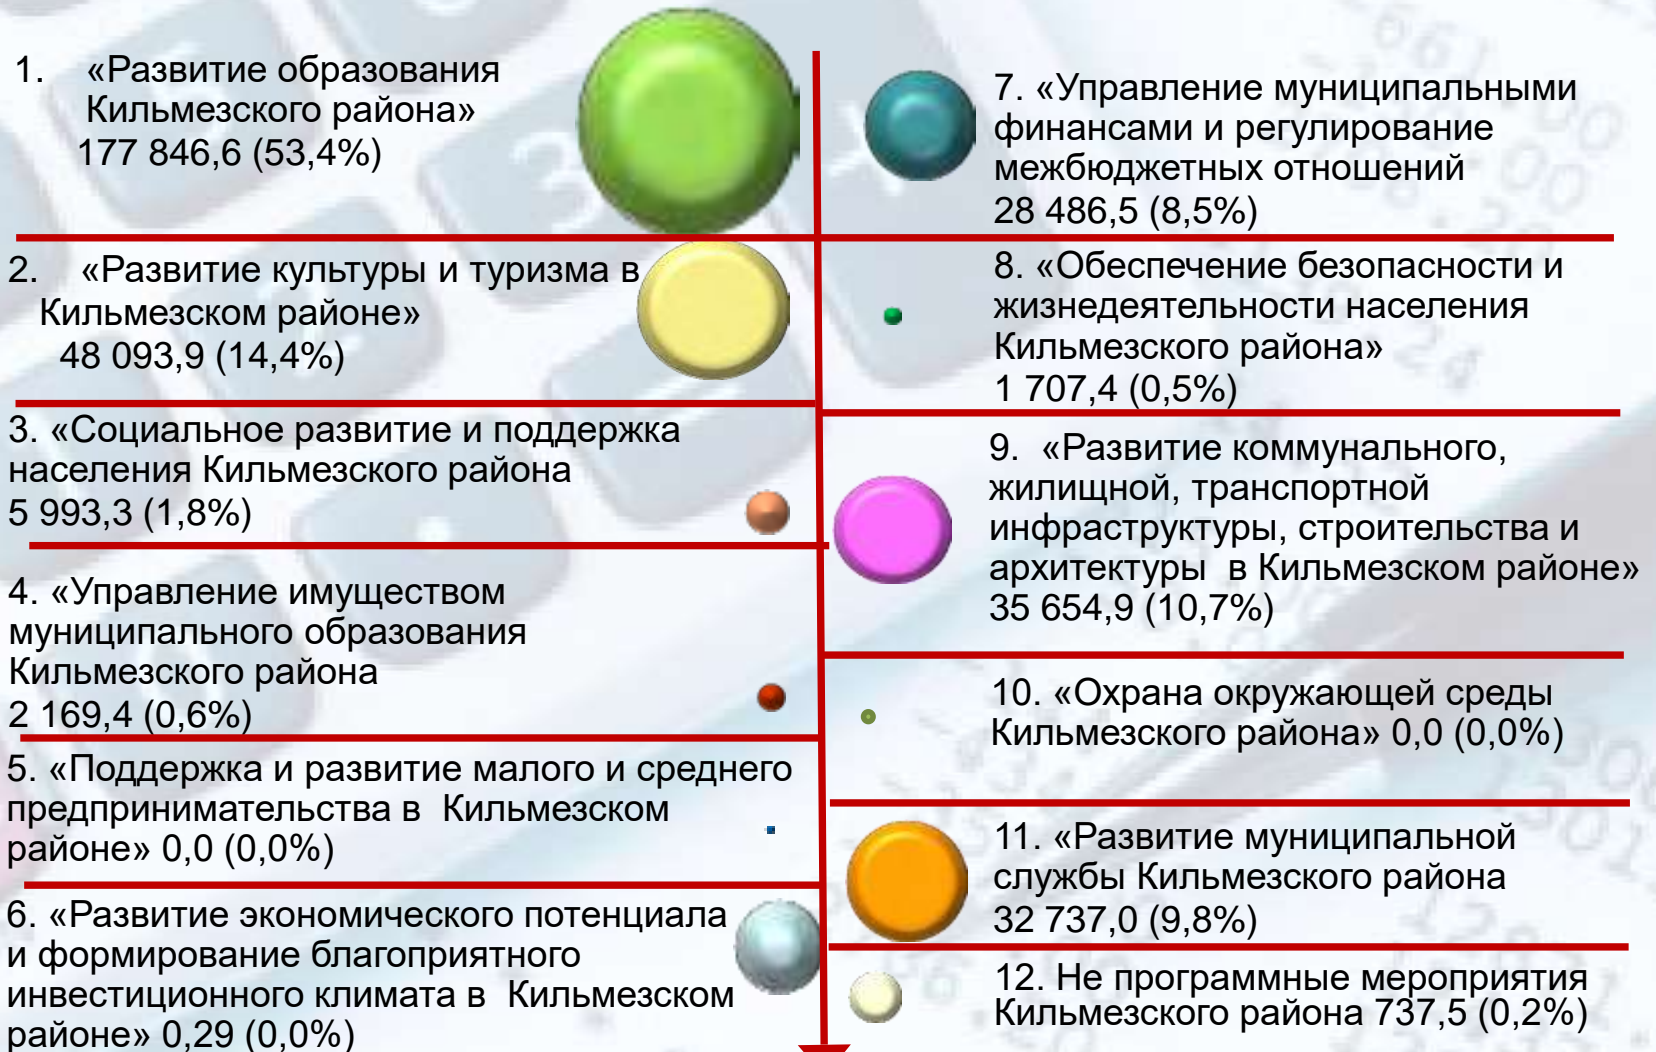 1. «Развитие образования
Кильмезского района»
177 846,6 (53,4%)
2. «Развитие культуры и туризма в
Кильмезском районе»
48 093,9 (14,4%)
3. «Социальное развитие и поддержка
населения Кильмезского района
5 993,3 (1,8%)
4. «Управление имуществом
муниципального образования
Кильмезского района
2 169,4 (0,6%)
5. «Поддержка и развитие малого и среднего
предпринимательства в Кильмезском
районе» 0,0 (0,0%)
6. «Развитие экономического потенциала
и формирование благоприятного
инвестиционного климата в Кильмезском
районе» 0,29 (0,0%)
7. «Управление муниципальными
финансами и регулирование
межбюджетных отношений
28 486,5 (8,5%)
8. «Обеспечение безопасности и
жизнедеятельности населения
Кильмезского района»
1 707,4 (0,5%)
9. «Развитие коммунального,
жилищной, транспортной
инфраструктуры, строительства и
архитектуры в Кильмезском районе»
35 654,9 (10,7%)
10. «Охрана окружающей среды
Кильмезского района» 0,0 (0,0%)
11. «Развитие муниципальной
службы Кильмезского района
32 737,0 (9,8%)
12. Не программные мероприятия
Кильмезского района 737,5 (0,2%)